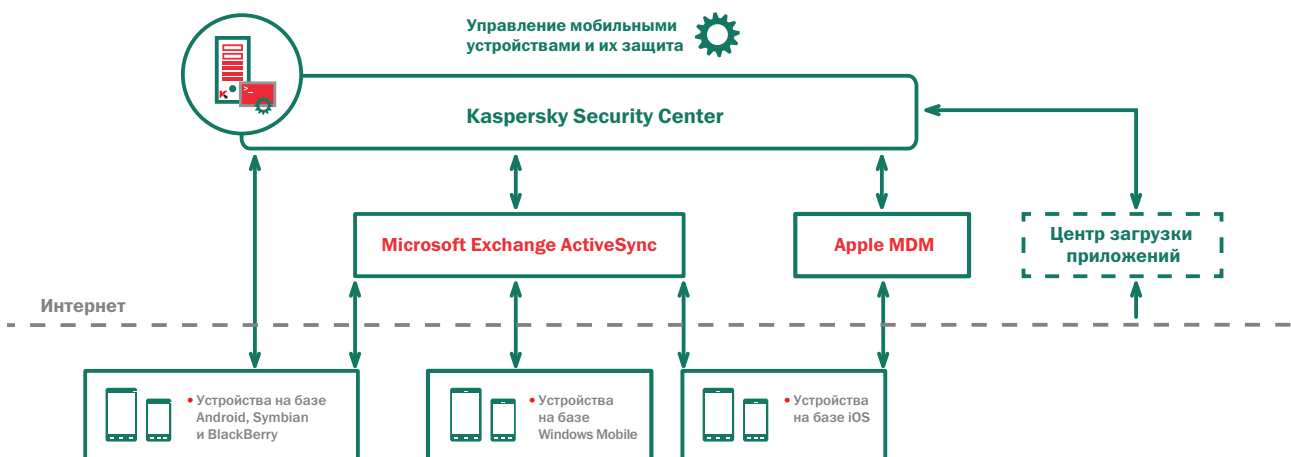 Управление мобильными
устройствами и их защита
K
>_
Kaspersky Security Center
Microsoft Exchange ActiveSync
Apple MDM
Центр загрузки
приложений
Интернет
• Устройства на базе
Android, Symbian
и BlackBerry
• Устройства
на базе
Windows Mobile
• Устройства
на базе iOS